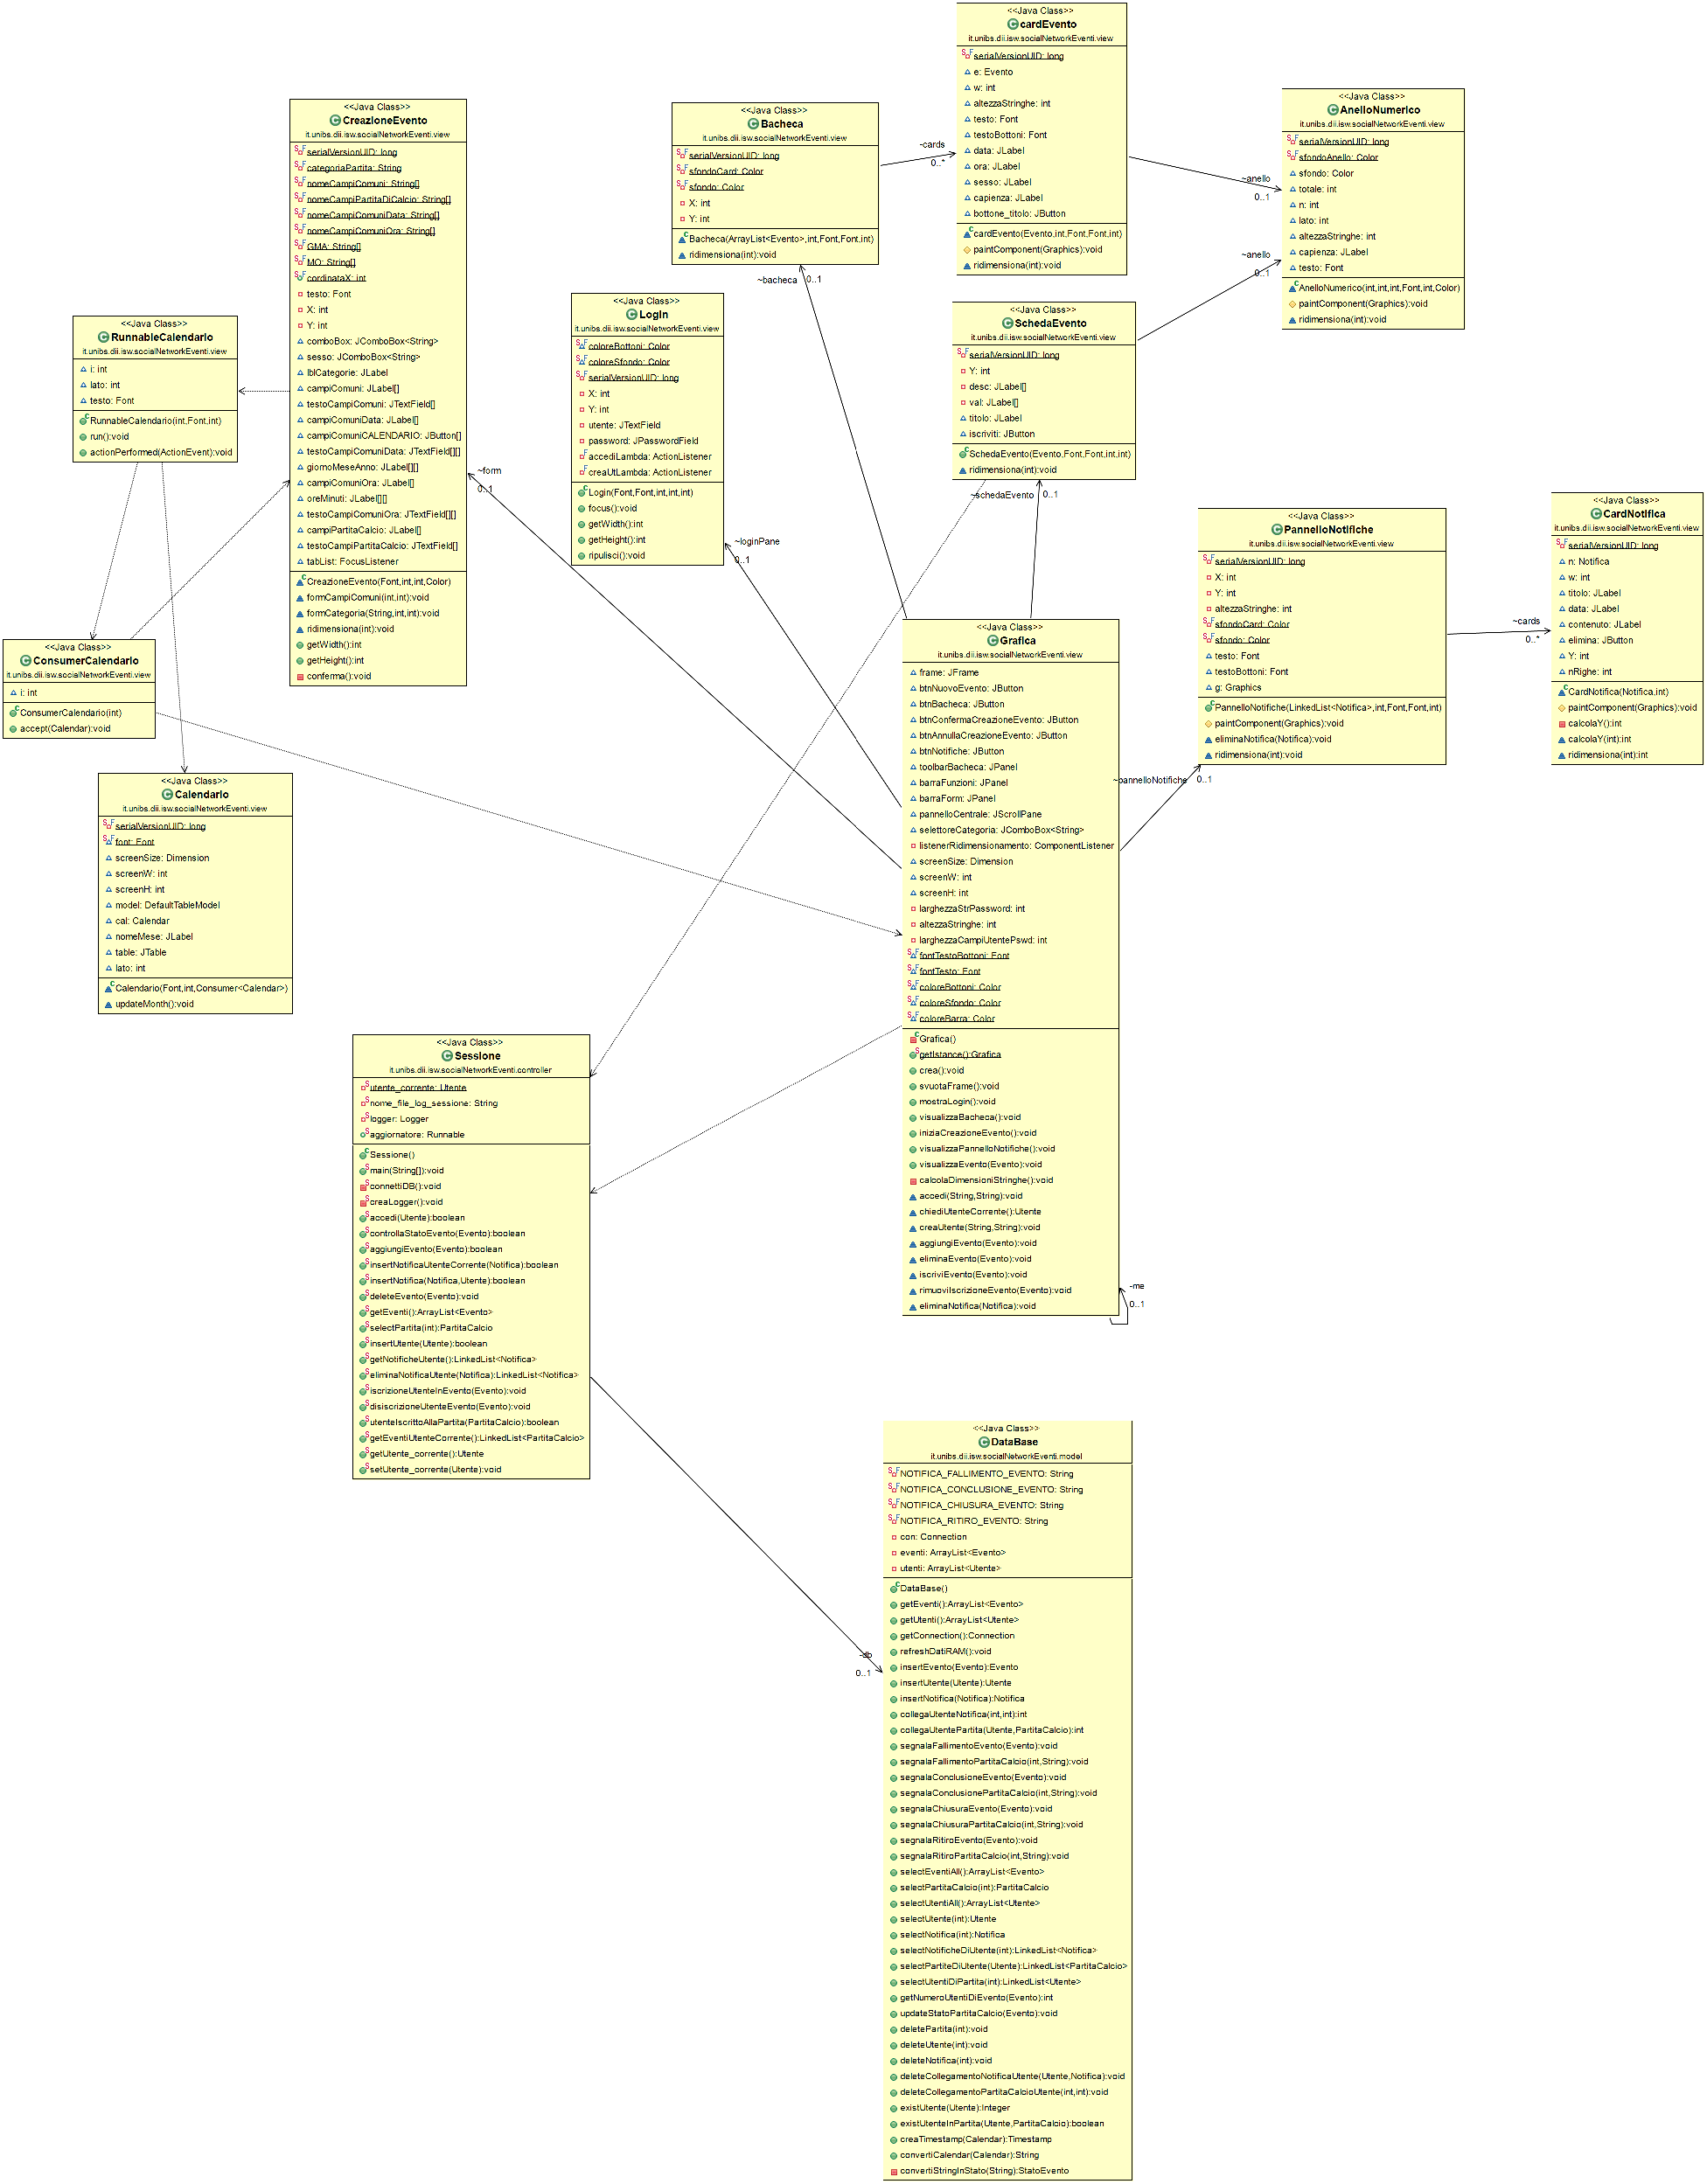 <<Java Class>>
cardEvento
it.unibs.dii.isw.socialNetworkEventi.view
serialVersionUID: long
e: Evento
w: int
altezzaStringhe: int
testo: Font
testoBottoni: Font
data: JLabel
ora: JLabel
sesso: JLabel
capienza: JLabel
bottone_titolo: JButton
cardEvento(Evento,int,Font,Font,int)
paintComponent(Graphics):void
ridimensiona(int):void
<<Java Class>>
AnelloNumerico
it.unibs.dii.isw.socialNetworkEventi.view
serialVersionUID: long
sfondoAnello: Color
sfondo: Color
totale: int
n: int
lato: int
altezzaStringhe: int
capienza: JLabel
testo: Font
AnelloNumerico(int,int,int,Font,int,Color)
paintComponent(Graphics):void
ridimensiona(int):void
<<Java Class>>
Bacheca
it.unibs.dii.isw.socialNetworkEventi.view
serialVersionUID: long
sfondoCard: Color
sfondo: Color
X: int
Y: int
Bacheca(ArrayList<Evento>,int,Font,Font,int)
ridimensiona(int):void
-cards
0..*
~anello
0..1
~anello
0..1
~bacheca
0..1
<<Java Class>>
CreazioneEvento
it.unibs.dii.isw.socialNetworkEventi.view
serialVersionUID: long
categoriaPartita: String
nomeCampiComuni: String[]
nomeCampiPartitaDiCalcio: String[]
nomeCampiComuniData: String[]
nomeCampiComuniOra: String[]
GMA: String[]
MO: String[]
cordinataX: int
testo: Font
X: int
Y: int
comboBox: JComboBox<String>
sesso: JComboBox<String>
lblCategorie: JLabel
campiComuni: JLabel[]
testoCampiComuni: JTextField[]
campiComuniData: JLabel[]
campiComuniCALENDARIO: JButton[]
testoCampiComuniData: JTextField[][]
giornoMeseAnno: JLabel[][]
campiComuniOra: JLabel[]
oreMinuti: JLabel[][]
testoCampiComuniOra: JTextField[][]
campiPartitaCalcio: JLabel[]
testoCampiPartitaCalcio: JTextField[]
tabList: FocusListener
CreazioneEvento(Font,int,int,Color)
formCampiComuni(int,int):void
formCategoria(String,int,int):void
ridimensiona(int):void
getWidth():int
getHeight():int
conferma():void
~form
0..1
<<Java Class>>
Login
it.unibs.dii.isw.socialNetworkEventi.view
coloreBottoni: Color
coloreSfondo: Color
serialVersionUID: long
X: int
Y: int
utente: JTextField
password: JPasswordField
accediLambda: ActionListener
creaUtLambda: ActionListener
Login(Font,Font,int,int,int)
focus():void
getWidth():int
getHeight():int
ripulisci():void
~loginPane
0..1
<<Java Class>>
SchedaEvento
it.unibs.dii.isw.socialNetworkEventi.view
serialVersionUID: long
Y: int
desc: JLabel[]
val: JLabel[]
titolo: JLabel
iscriviti: JButton
SchedaEvento(Evento,Font,Font,int,int)
ridimensiona(int):void
~schedaEvento
0..1
<<Java Class>>
RunnableCalendario
it.unibs.dii.isw.socialNetworkEventi.view
i: int
lato: int
testo: Font
RunnableCalendario(int,Font,int)
run():void
actionPerformed(ActionEvent):void
<<Java Class>>
PannelloNotifiche
it.unibs.dii.isw.socialNetworkEventi.view
serialVersionUID: long
X: int
Y: int
altezzaStringhe: int
sfondoCard: Color
sfondo: Color
testo: Font
testoBottoni: Font
g: Graphics
PannelloNotifiche(LinkedList<Notifica>,int,Font,Font,int)
paintComponent(Graphics):void
eliminaNotifica(Notifica):void
ridimensiona(int):void
~pannelloNotifiche
0..1
~cards
0..*
<<Java Class>>
CardNotifica
it.unibs.dii.isw.socialNetworkEventi.view
serialVersionUID: long
n: Notifica
w: int
titolo: JLabel
data: JLabel
contenuto: JLabel
elimina: JButton
Y: int
nRighe: int
CardNotifica(Notifica,int)
paintComponent(Graphics):void
calcolaY():int
calcolaY(int):int
ridimensiona(int):int
<<Java Class>>
ConsumerCalendario
it.unibs.dii.isw.socialNetworkEventi.view
i: int
ConsumerCalendario(int)
accept(Calendar):void
<<Java Class>>
Calendario
it.unibs.dii.isw.socialNetworkEventi.view
serialVersionUID: long
font: Font
screenSize: Dimension
screenW: int
screenH: int
model: DefaultTableModel
cal: Calendar
nomeMese: JLabel
table: JTable
lato: int
Calendario(Font,int,Consumer<Calendar>)
updateMonth():void
<<Java Class>>
Grafica
it.unibs.dii.isw.socialNetworkEventi.view
frame: JFrame
btnNuovoEvento: JButton
btnBacheca: JButton
btnConfermaCreazioneEvento: JButton
btnAnnullaCreazioneEvento: JButton
btnNotifiche: JButton
toolbarBacheca: JPanel
barraFunzioni: JPanel
barraForm: JPanel
pannelloCentrale: JScrollPane
selettoreCategoria: JComboBox<String>
listenerRidimensionamento: ComponentListener
screenSize: Dimension
screenW: int
screenH: int
larghezzaStrPassword: int
altezzaStringhe: int
larghezzaCampiUtentePswd: int
fontTestoBottoni: Font
fontTesto: Font
coloreBottoni: Color
coloreSfondo: Color
coloreBarra: Color
Grafica()
getIstance():Grafica
crea():void
svuotaFrame():void
mostraLogin():void
visualizzaBacheca():void
iniziaCreazioneEvento():void
visualizzaPannelloNotifiche():void
visualizzaEvento(Evento):void
calcolaDimensioniStringhe():void
accedi(String,String):void
chiediUtenteCorrente():Utente
creaUtente(String,String):void
aggiungiEvento(Evento):void
eliminaEvento(Evento):void
iscriviEvento(Evento):void
rimuoviIscrizioneEvento(Evento):void
eliminaNotifica(Notifica):void
-me
0..1
<<Java Class>>
Sessione
it.unibs.dii.isw.socialNetworkEventi.controller
utente_corrente: Utente
nome_file_log_sessione: String
logger: Logger
aggiornatore: Runnable
Sessione()
main(String[]):void
connettiDB():void
creaLogger():void
accedi(Utente):boolean
controllaStatoEvento(Evento):boolean
aggiungiEvento(Evento):boolean
insertNotificaUtenteCorrente(Notifica):boolean
insertNotifica(Notifica,Utente):boolean
deleteEvento(Evento):void
getEventi():ArrayList<Evento>
selectPartita(int):PartitaCalcio
insertUtente(Utente):boolean
getNotificheUtente():LinkedList<Notifica>
eliminaNotificaUtente(Notifica):LinkedList<Notifica>
iscrizioneUtenteInEvento(Evento):void
disiscrizioneUtenteEvento(Evento):void
utenteIscrittoAllaPartita(PartitaCalcio):boolean
getEventiUtenteCorrente():LinkedList<PartitaCalcio>
getUtente_corrente():Utente
setUtente_corrente(Utente):void
-db
0..1
<<Java Class>>
DataBase
it.unibs.dii.isw.socialNetworkEventi.model
NOTIFICA_FALLIMENTO_EVENTO: String
NOTIFICA_CONCLUSIONE_EVENTO: String
NOTIFICA_CHIUSURA_EVENTO: String
NOTIFICA_RITIRO_EVENTO: String
con: Connection
eventi: ArrayList<Evento>
utenti: ArrayList<Utente>
DataBase()
getEventi():ArrayList<Evento>
getUtenti():ArrayList<Utente>
getConnection():Connection
refreshDatiRAM():void
insertEvento(Evento):Evento
insertUtente(Utente):Utente
insertNotifica(Notifica):Notifica
collegaUtenteNotifica(int,int):int
collegaUtentePartita(Utente,PartitaCalcio):int
segnalaFallimentoEvento(Evento):void
segnalaFallimentoPartitaCalcio(int,String):void
segnalaConclusioneEvento(Evento):void
segnalaConclusionePartitaCalcio(int,String):void
segnalaChiusuraEvento(Evento):void
segnalaChiusuraPartitaCalcio(int,String):void
segnalaRitiroEvento(Evento):void
segnalaRitiroPartitaCalcio(int,String):void
selectEventiAll():ArrayList<Evento>
selectPartitaCalcio(int):PartitaCalcio
selectUtentiAll():ArrayList<Utente>
selectUtente(int):Utente
selectNotifica(int):Notifica
selectNotificheDiUtente(int):LinkedList<Notifica>
selectPartiteDiUtente(Utente):LinkedList<PartitaCalcio>
selectUtentiDiPartita(int):LinkedList<Utente>
getNumeroUtentiDiEvento(Evento):int
updateStatoPartitaCalcio(Evento):void
deletePartita(int):void
deleteUtente(int):void
deleteNotifica(int):void
deleteCollegamentoNotificaUtente(Utente,Notifica):void
deleteCollegamentoPartitaCalcioUtente(int,int):void
existUtente(Utente):Integer
existUtenteInPartita(Utente,PartitaCalcio):boolean
creaTimestamp(Calendar):Timestamp
convertiCalendar(Calendar):String
convertiStringInStato(String):StatoEvento